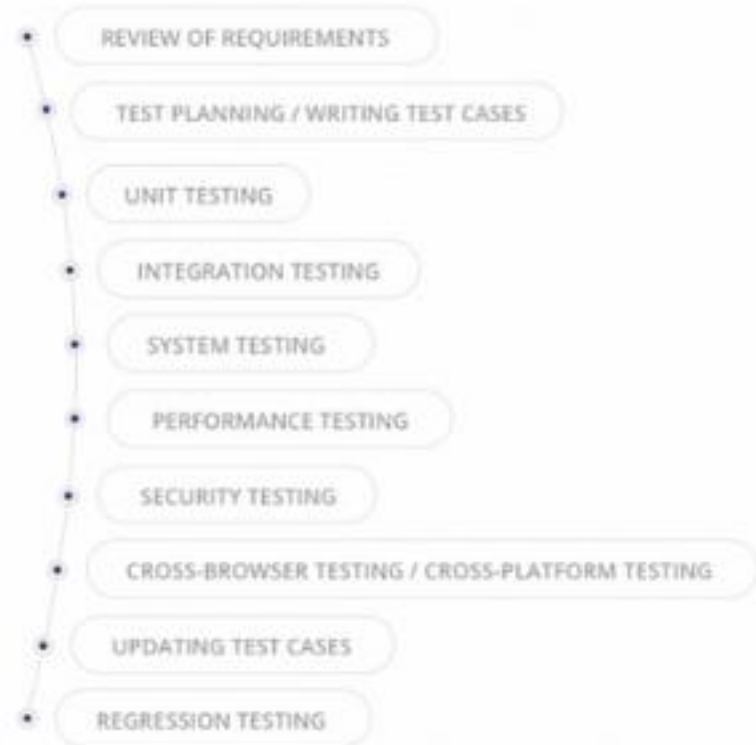 REVIEW OF REQUIREMENTS
TEST PLANNING / WRITING TEST CASES
UNIT TESTING
INTEGRATION TESTING
SYSTEM TESTING
PERFORMANCE TESTING
SECURITY TESTING
CROSS-BROWSER TESTING / CROSS-PLATFORM TESTING
UPDATING TEST CASES
REGRESSION TESTING